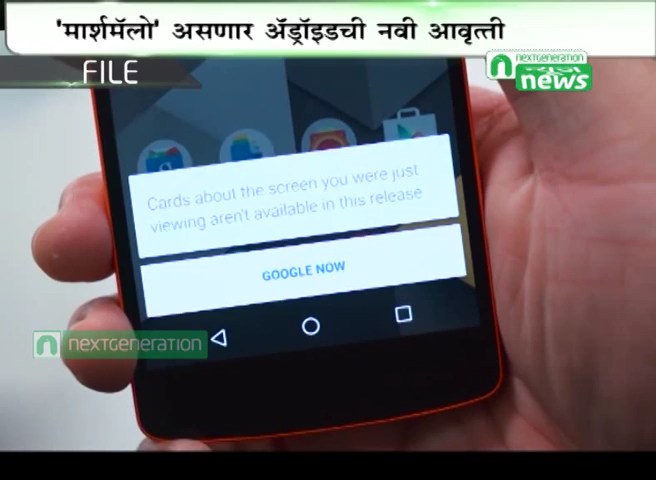 'मार्शमॅलो' असणार ॲंड्रॉइडची नवी आवृत्ती
FILE
nextgeneration
न्यूज
news
Cards about the screen you were just
viewing aren't available in this release
GOOGLE NOW
nextgeneration